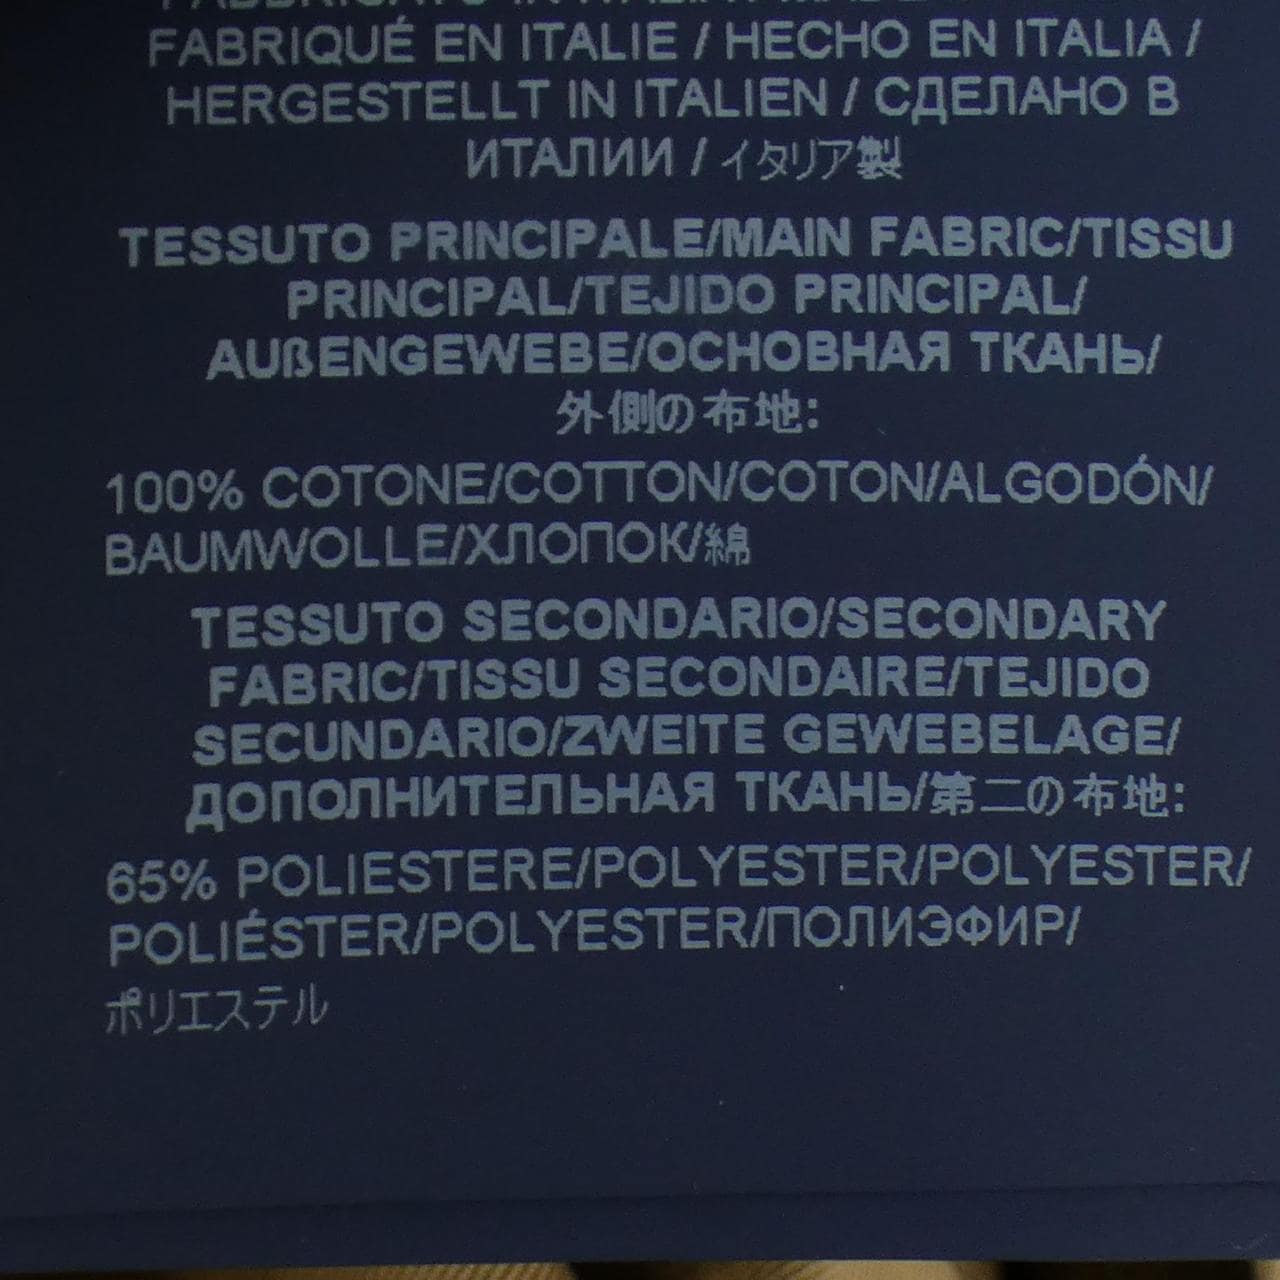 FABRIQUÉ EN ITALIE / HECHO EN ITALIA /
HERGESTELLT IN ITALIEN / СДЕЛАНО В
ИТАЛИИ / イタリア製
TESSUTO PRINCIPALE/MAIN FABRIC/TISSU
PRINCIPAL/TEJIDO PRINCIPAL/
AUßENGEWEBE/ОСНОВНАЯ ТКАНЬ/
外側の布地:
100% COTONE/COTTON/COTON/ALGODÓN/
BAUMWOLLE/ХЛОПОК/綿
TESSUTO SECONDARIO/SECONDARY
FABRIC/TISSU SECONDAIRE/TEJIDO
SECUNDARIO/ZWEITE GEWEBELAGE/
ДОПОЛНИТЕЛЬНАЯ ТКАНЬ/第二の布地:
65% POLIESTERE/POLYESTER/POLYESTER/
POLIÉSTER/POLYESTER/ПОЛИЭФИР/
ポリエステル